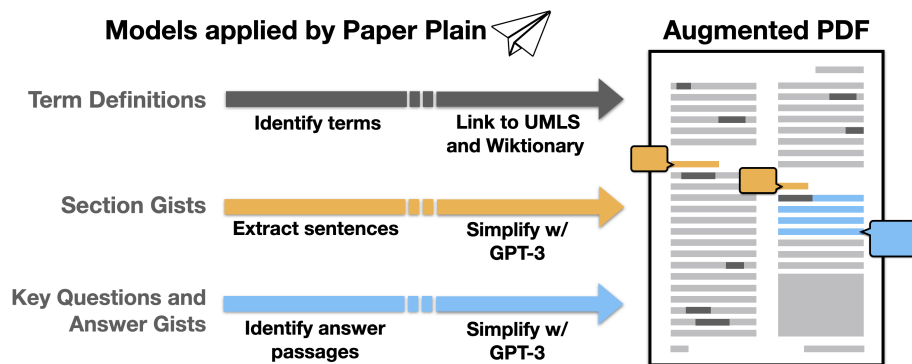 Models applied by Paper Plain
Augmented PDF
Term Definitions
Identify terms
Link to UMLS
and Wiktionary
Section Gists
Extract sentences
Simplify w/
GPT-3
Key Questions and
Answer Gists
Identify answer
passages
Simplify w/
GPT-3